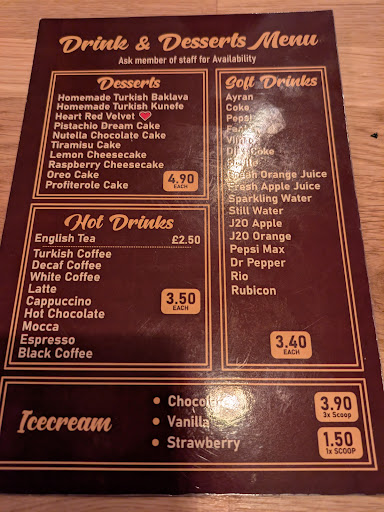 Drink & Desserts Menu
Ask member of staff for Availability
Desserts
Homemade Turkish Baklava
Homemade Turkish Kunefe
Heart Red Velvet
Pistachio Dream Cake
Nutella Chocolate Cake
Tiramisu Cake
Lemon Cheesecake
Raspberry Cheesecake
Oreo Cake
Profiterole Cake
4.90
EACH
Hot Drinks
English Tea £2.50
Turkish Coffee
Decaf Coffee
White Coffee
Latte
Cappuccino
Hot Chocolate
Mocca
Espresso
Black Coffee
3.50
EACH
Soft Drinks
Ayran
Coke
Pepsi
Coke
Orange Juice
Fresh Apple Juice
Sparkling Water
Still Water
J2O Apple
J2O Orange
Pepsi Max
Dr Pepper
Rio
Rubicon
3.40
EACH
Icecream
• Chocol
• Vanilla
• Strawberry
3.90
3x Scoop
1.50
1x SCOOP